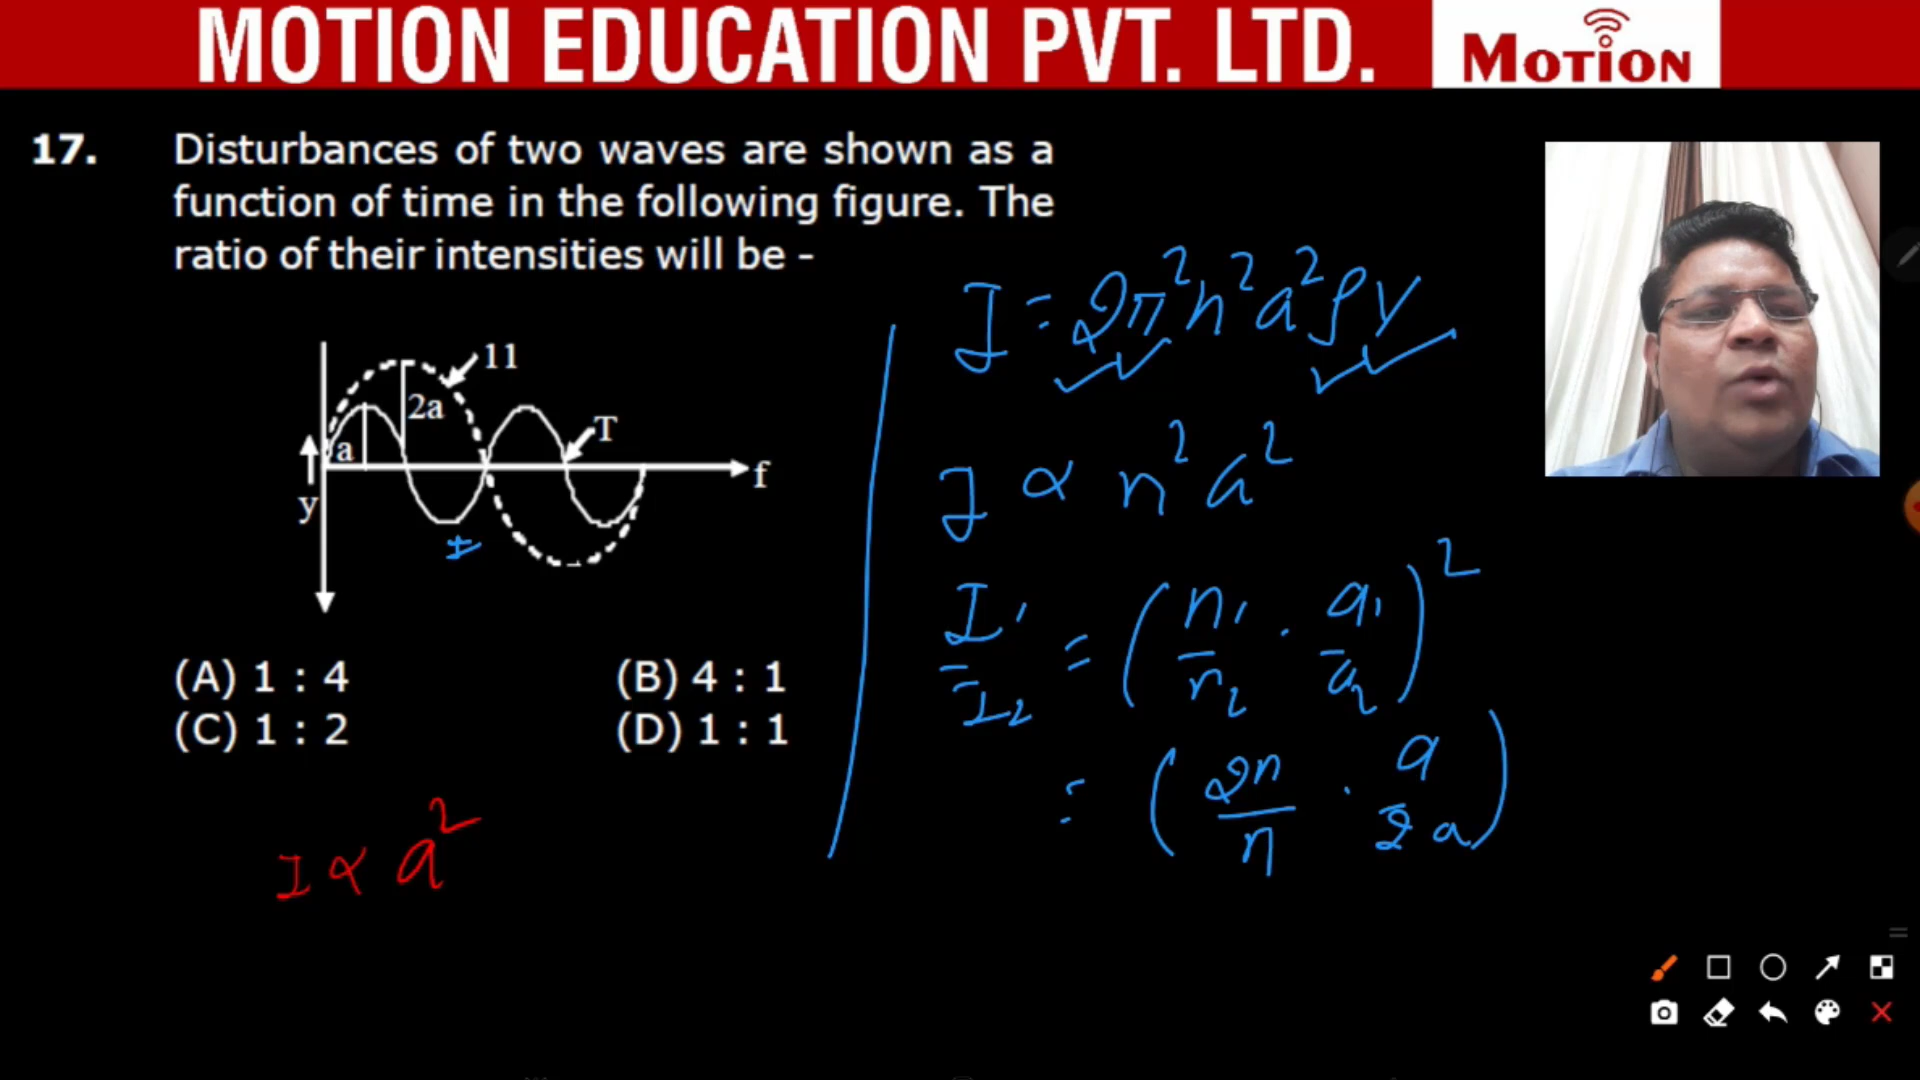 MOTION EDUCATION PVT. LTD.
MOTION
17. Disturbances of two waves are shown as a
function of time in the following figure. The
ratio of their intensities will be -
11
2a
T
a
f
y
I
(A) 1 : 4
(B) 4 : 1
(C) 1 : 2
(D) 1 : 1
I ∝ a²
I = 2π²n²a²ρv
I ∝ n²a²
I₁/I₂ = (n₁/n₂ · a₁/a₂)²
= (2n/n · a/2a)